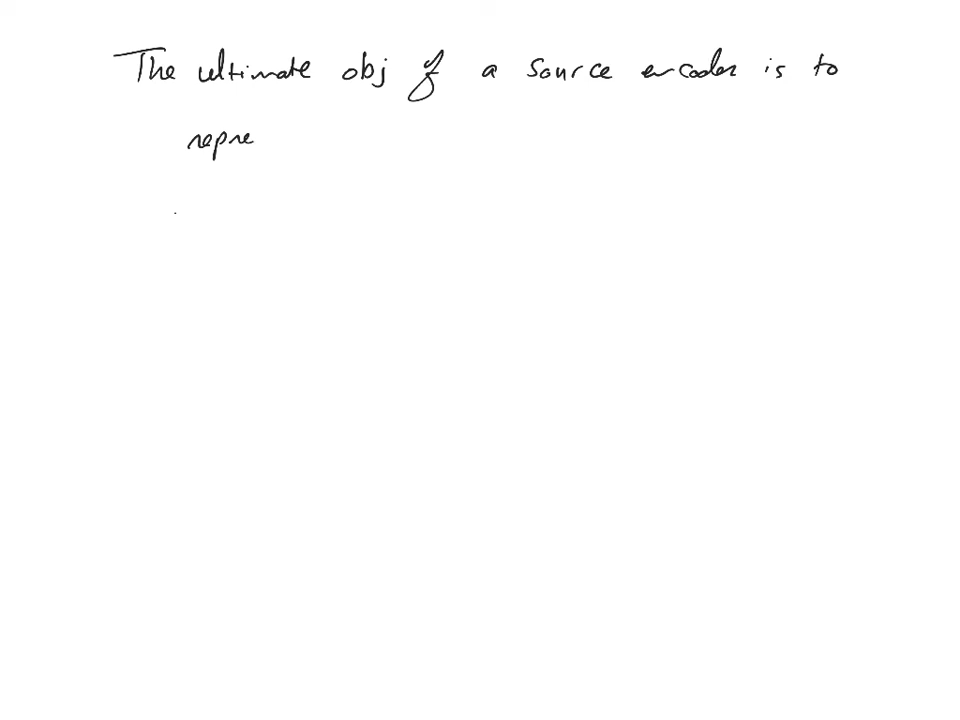 The ultimate obj of a source encoder is to
repre